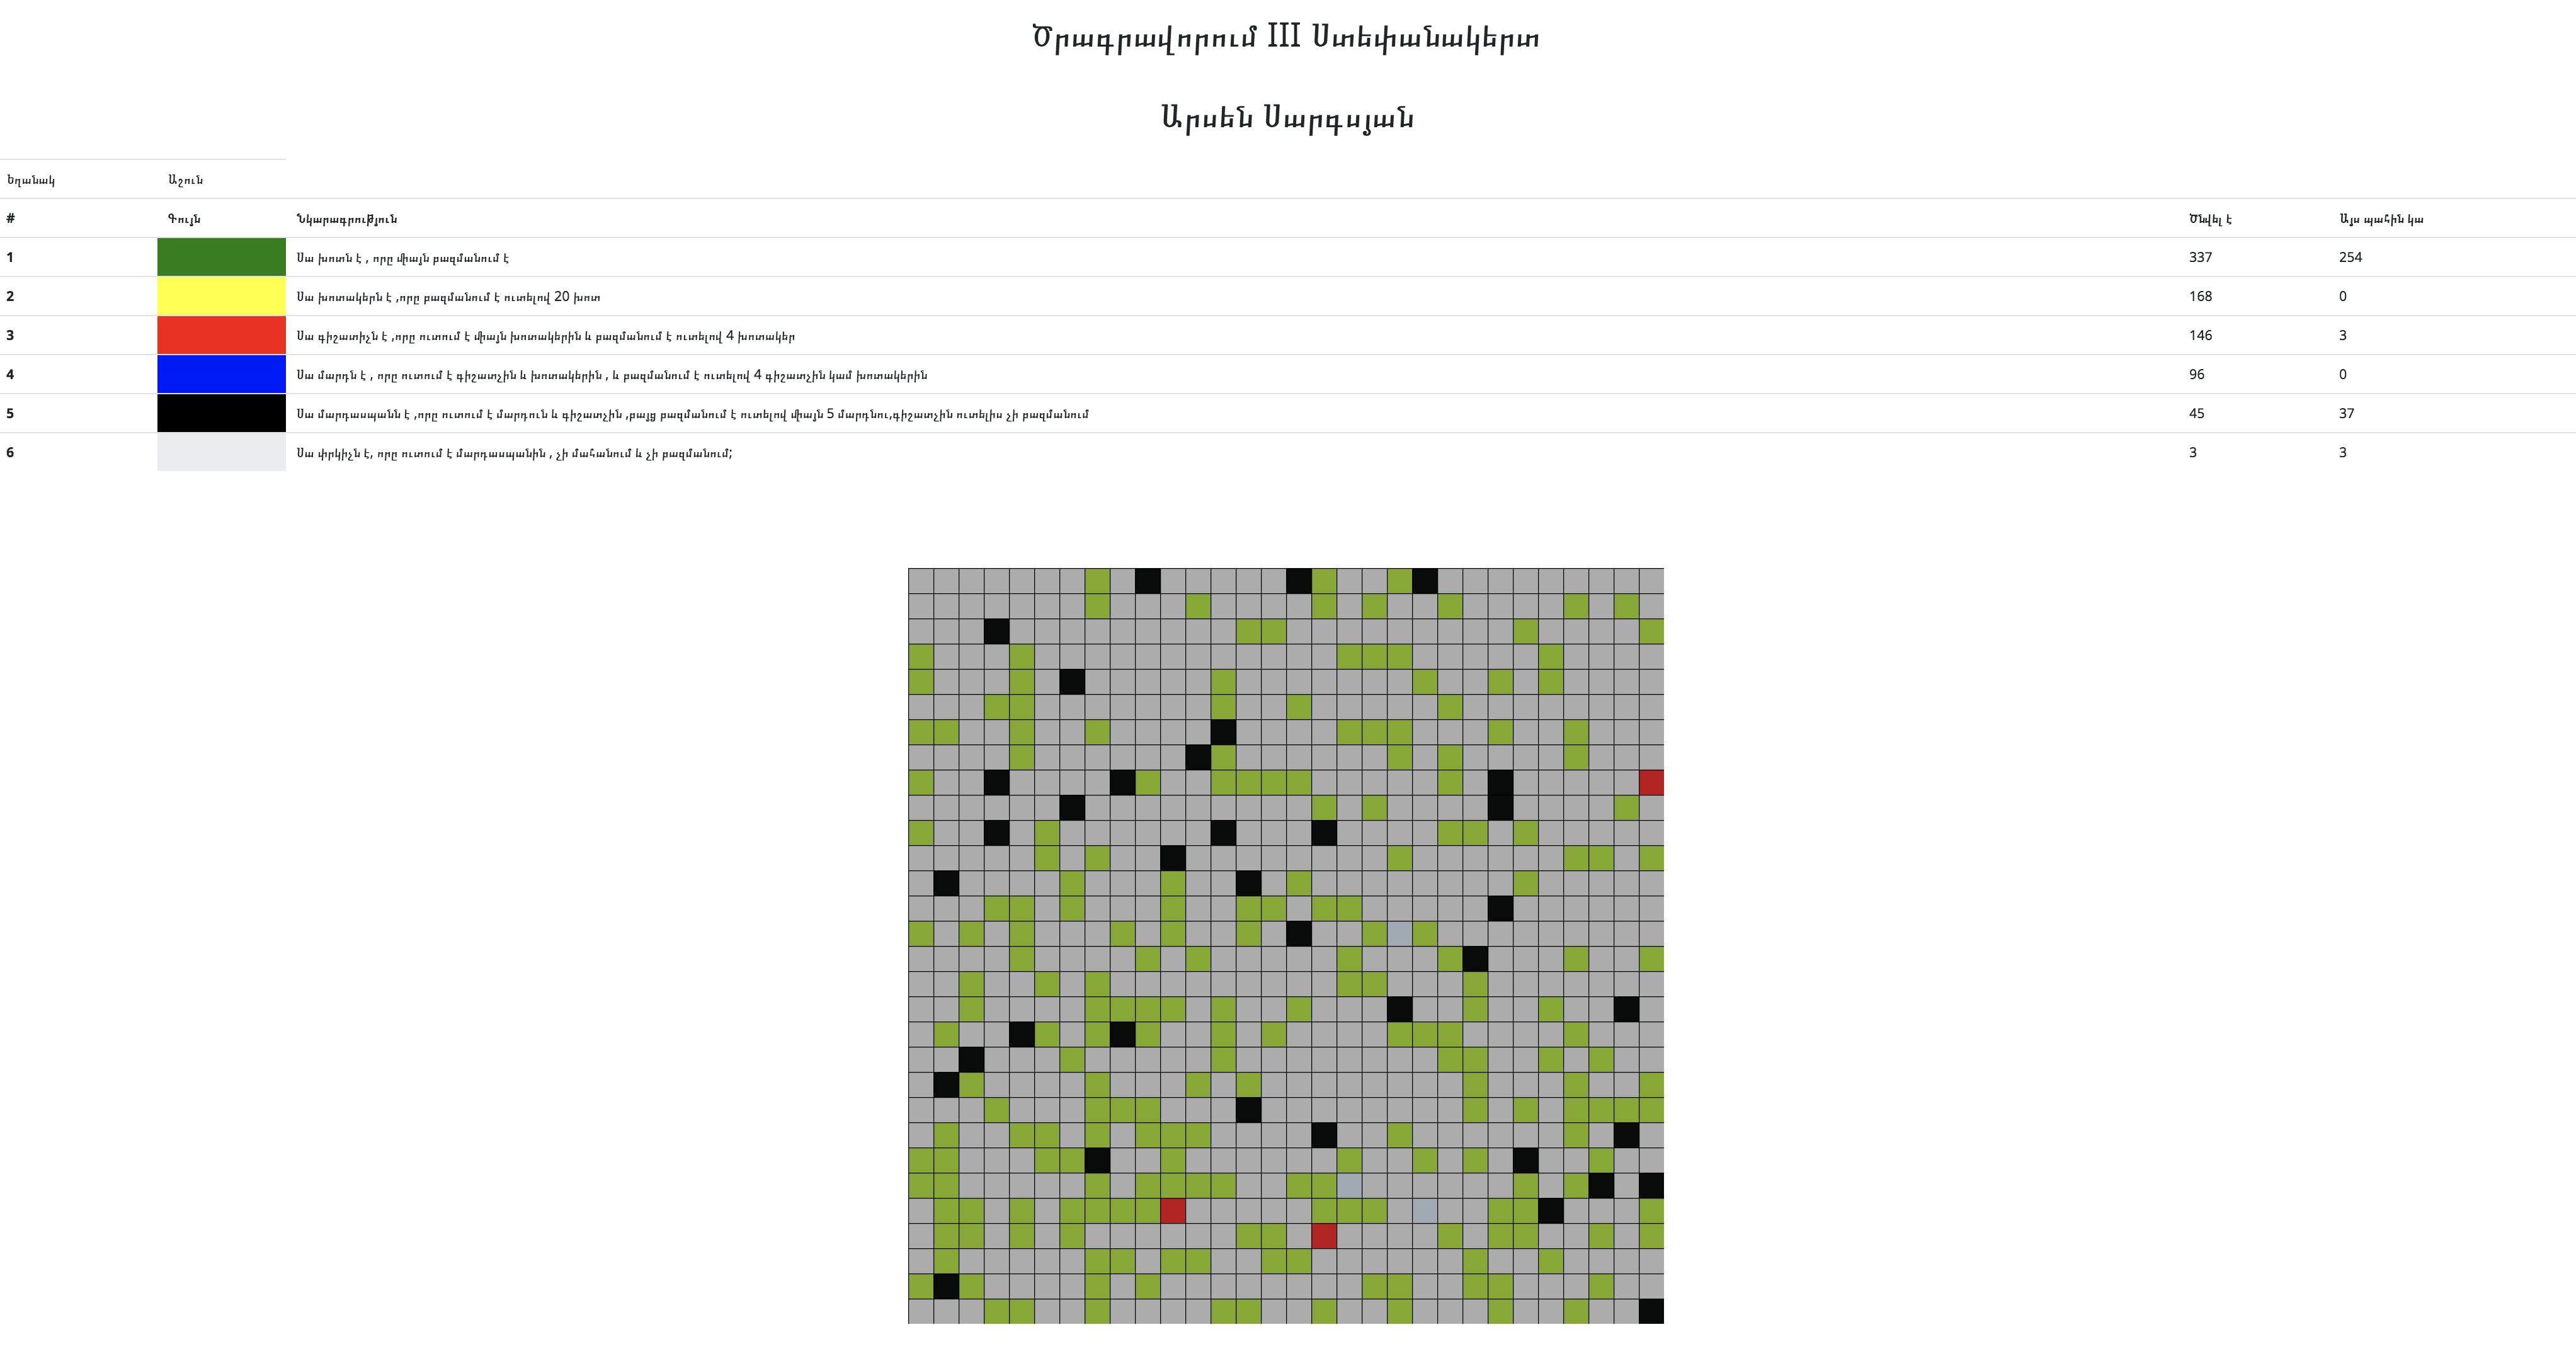 Ծրագրավորում III Ստեփանակերտ
Արսեն Սարգսյան
Եղանակ Աշուն
# Գույն Նկարագրություն Ծնվել է Այս պահին կա
1 Սա խոտն է , որը միայն բազմանում է 337 254
2 Սա խոտակերն է ,որը բազմանում է ուտելով 20 խոտ 168 0
3 Սա գիշատիչն է ,որը ուտում է միայն խոտակերին և բազմանում է ուտելով 4 խոտակեր 146 3
4 Սա մարդն է , որը ուտում է գիշատչին և խոտակերին , և բազմանում է ուտելով 4 գիշատչին կամ խոտակերին 96 0
5 Սա մարդասպանն է ,որը ուտում է մարդուն և գիշատչին ,բայց բազմանում է ուտելով միայն 5 մարդնու,գիշատչին ուտելիս չի բազմանում 45 37
6 Սա փրկիչն է, որը ուտում է մարդասպանին , չի մահանում և չի բազմանում; 3 3